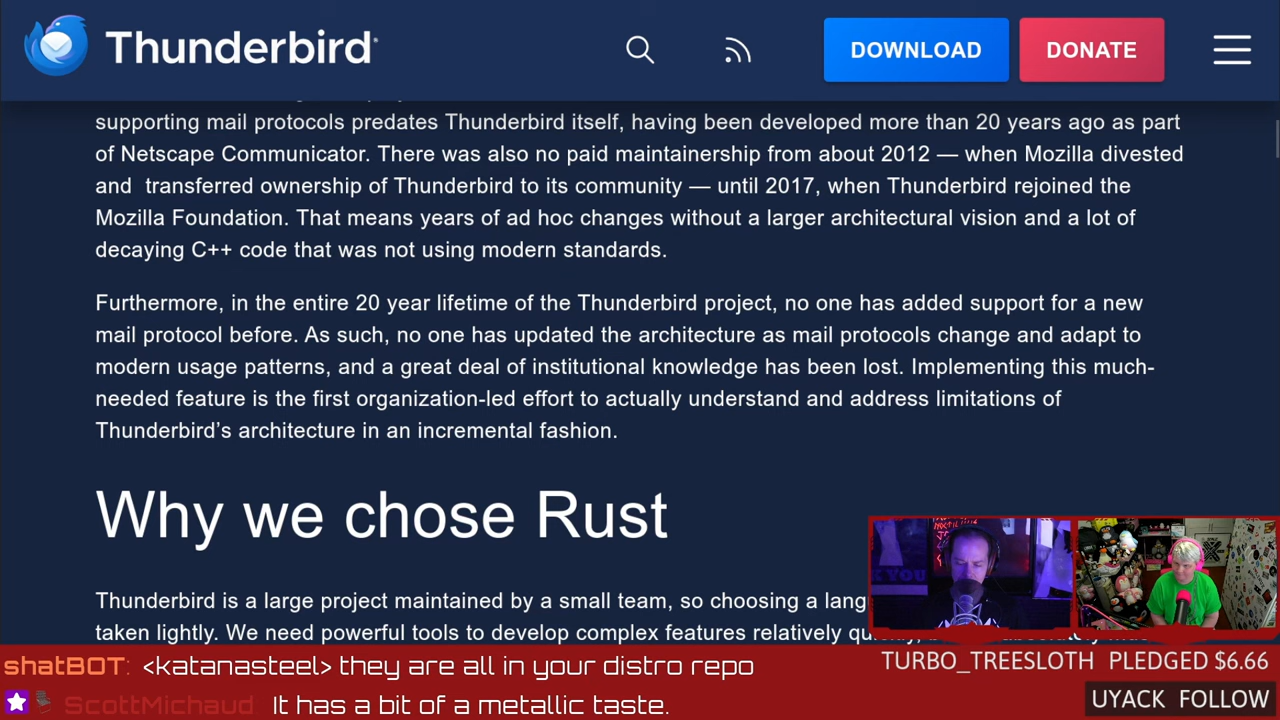 Thunderbird
DOWNLOAD
DONATE
supporting mail protocols predates Thunderbird itself, having been developed more than 20 years ago as part
of Netscape Communicator. There was also no paid maintainership from about 2012 — when Mozilla divested
and transferred ownership of Thunderbird to its community — until 2017, when Thunderbird rejoined the
Mozilla Foundation. That means years of ad hoc changes without a larger architectural vision and a lot of
decaying C++ code that was not using modern standards.
Furthermore, in the entire 20 year lifetime of the Thunderbird project, no one has added support for a new
mail protocol before. As such, no one has updated the architecture as mail protocols change and adapt to
modern usage patterns, and a great deal of institutional knowledge has been lost. Implementing this much-
needed feature is the first organization-led effort to actually understand and address limitations of
Thunderbird's architecture in an incremental fashion.
Why we chose Rust
Thunderbird is a large project maintained by a small team, so choosing a lang
taken lightly. We need powerful tools to develop complex features relatively
shatBOT: <katanasteel> they are all in your distro repo
ScottMichaud It has a bit of a metallic taste.
TURBO_TREESLOTH PLEDGED $6.66
UYACK FOLLOW